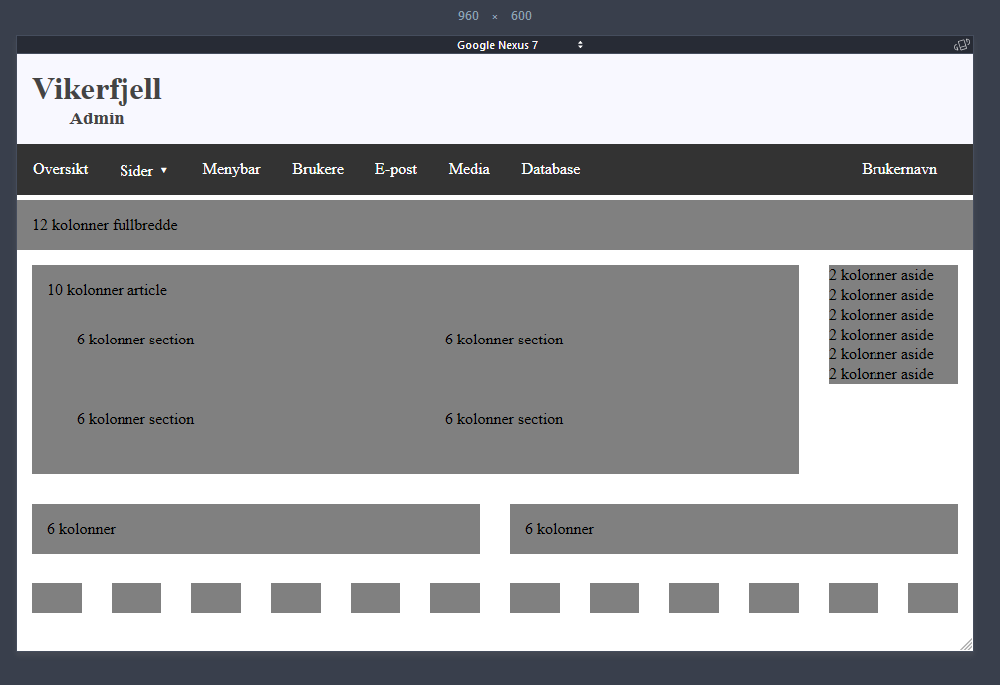 960 × 600
Google Nexus 7
Vikerfjell
Admin
Oversikt Sider ▼ Menybar Brukere E-post Media Database Brukernavn
12 kolonner fullbredde
10 kolonner article
6 kolonner section 6 kolonner section
6 kolonner section 6 kolonner section
2 kolonner aside
2 kolonner aside
2 kolonner aside
2 kolonner aside
2 kolonner aside
2 kolonner aside
6 kolonner 6 kolonner